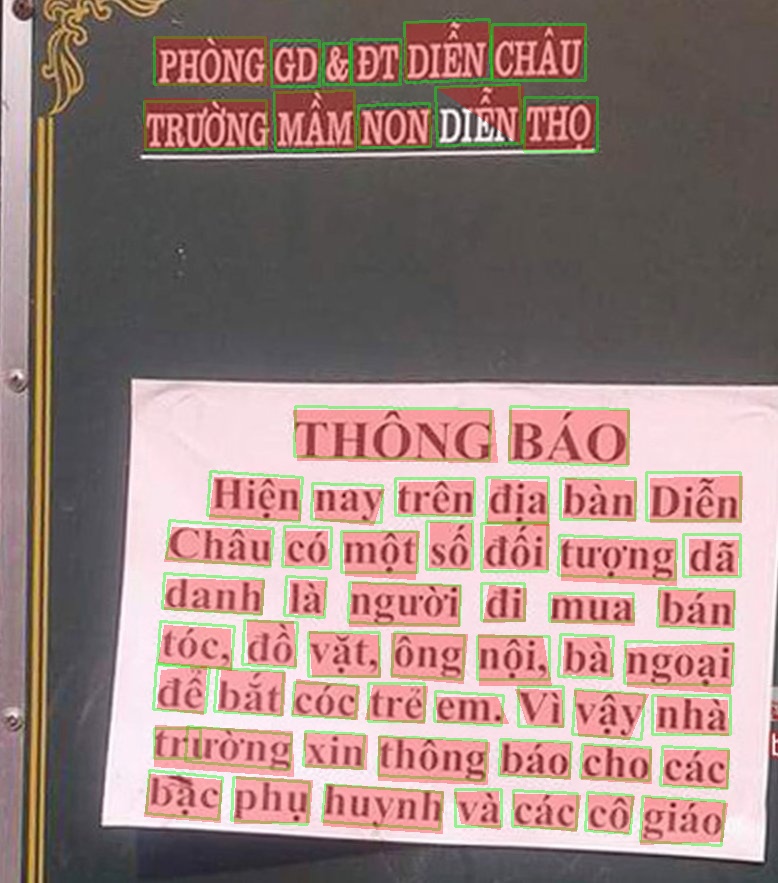 PHÒNG GD & ĐT DIỄN CHÂU
TRƯỜNG MẦM NON DIỄN THỌ
THÔNG BÁO
Hiện nay trên địa bàn Diễn
Châu có một số đối tượng dã
danh là người đi mua bán
tóc, đồ vặt, ông nội, bà ngoại
để bắt cóc trẻ em. Vì vậy nhà
trường xin thông báo cho các
bậc phụ huynh và các cô giáo